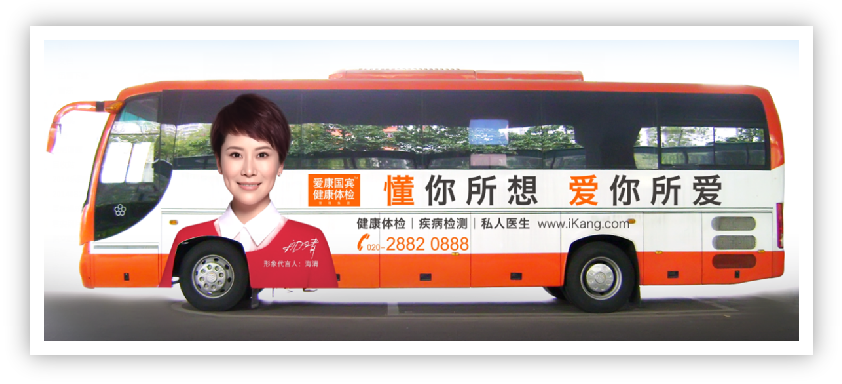 爱康国宾
健康体检
懂你所想 爱你所爱
健康体检|疾病检测|私人医生 www.iKang.com
020-2882 0888
形象代言人:海清